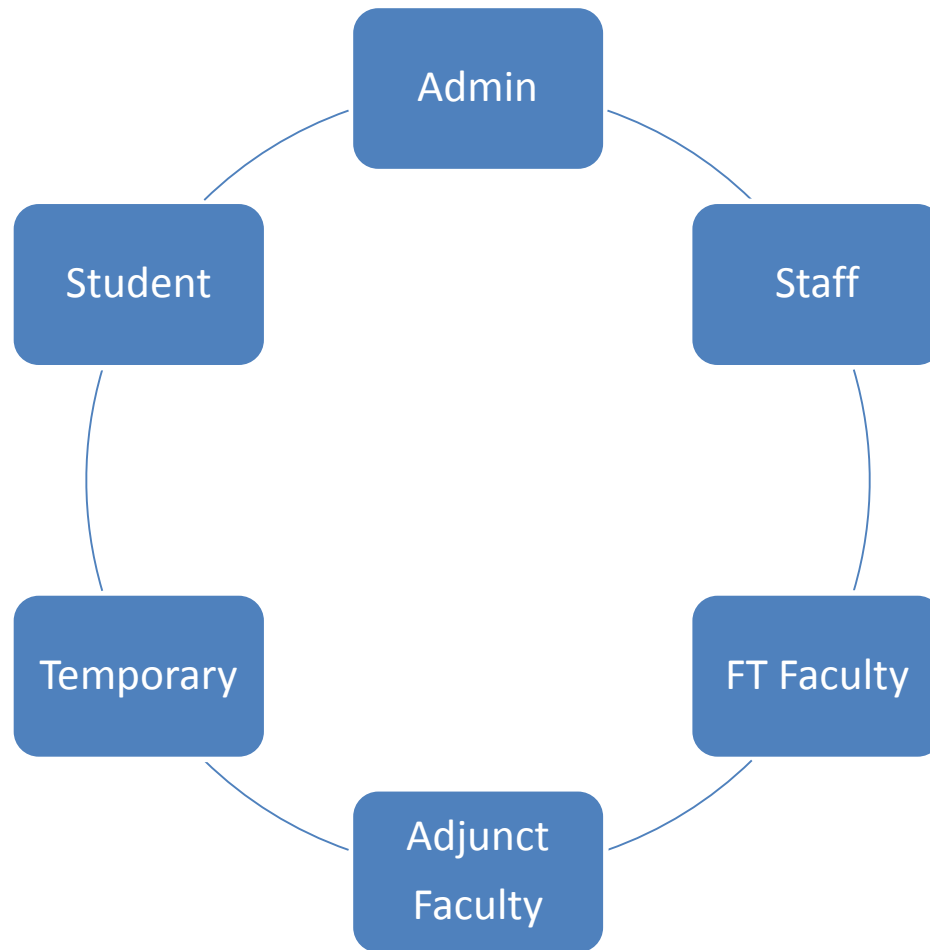 Admin
Student
Staff
Temporary
FT Faculty
Adjunct
Faculty